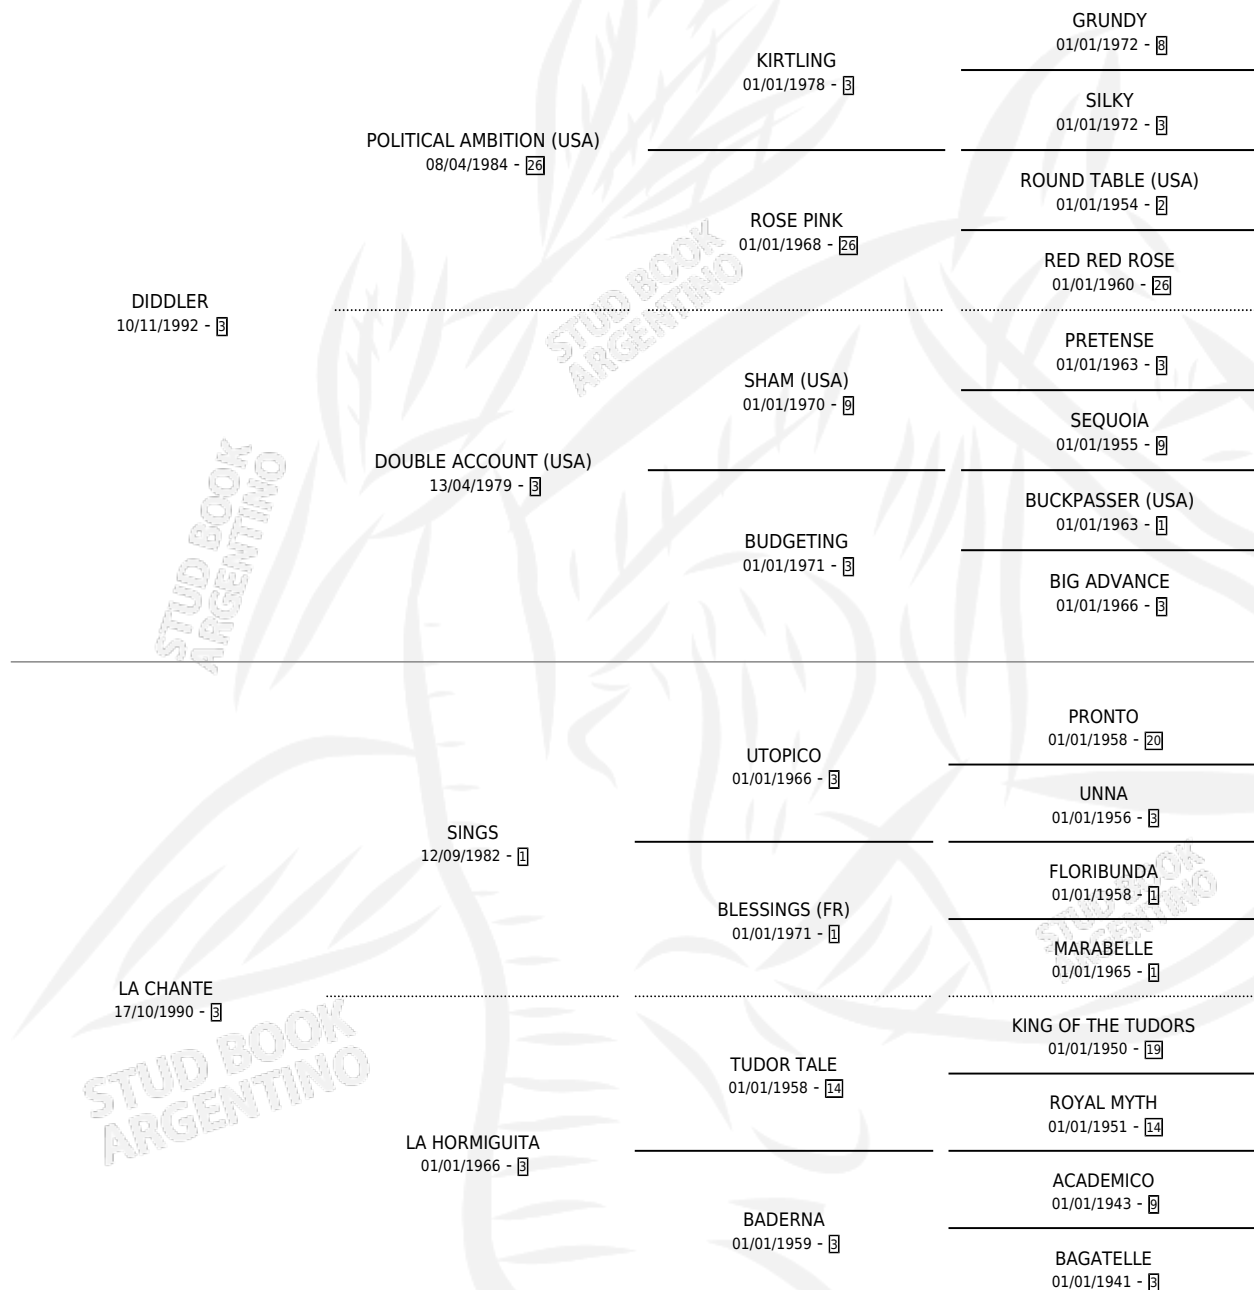 GRUNDY
01/01/1972 - 8
KIRTLING
01/01/1978 - 3
SILKY
01/01/1972 - 3
POLITICAL AMBITION (USA)
08/04/1984 - 26
ROUND TABLE (USA)
01/01/1954 - 2
ROSE PINK
01/01/1968 - 26
RED RED ROSE
01/01/1960 - 26
DIDDLER
10/11/1992 - 3
PRETENSE
01/01/1963 - 3
SHAM (USA)
01/01/1970 - 9
SEQUOIA
01/01/1955 - 9
DOUBLE ACCOUNT (USA)
13/04/1979 - 3
BUCKPASSER (USA)
01/01/1963 - 1
BUDGETING
01/01/1971 - 3
BIG ADVANCE
01/01/1966 - 3
PRONTO
01/01/1958 - 20
UTOPICO
01/01/1966 - 3
UNNA
01/01/1956 - 3
SINGS
12/09/1982 - 1
FLORIBUNDA
01/01/1958 - 1
BLESSINGS (FR)
01/01/1971 - 1
MARABELLE
01/01/1965 - 1
LA CHANTE
17/10/1990 - 3
KING OF THE TUDORS
01/01/1950 - 19
TUDOR TALE
01/01/1958 - 14
ROYAL MYTH
01/01/1951 - 14
LA HORMIGUITA
01/01/1966 - 3
ACADEMICO
01/01/1943 - 9
BADERNA
01/01/1959 - 3
BAGATELLE
01/01/1941 - 3
STUD BOOK
ARGENTINO
STUD BOOK
ARGENTINO
STUD BOOK
ARGENTINO
STUD BOOK
ARGENTINO